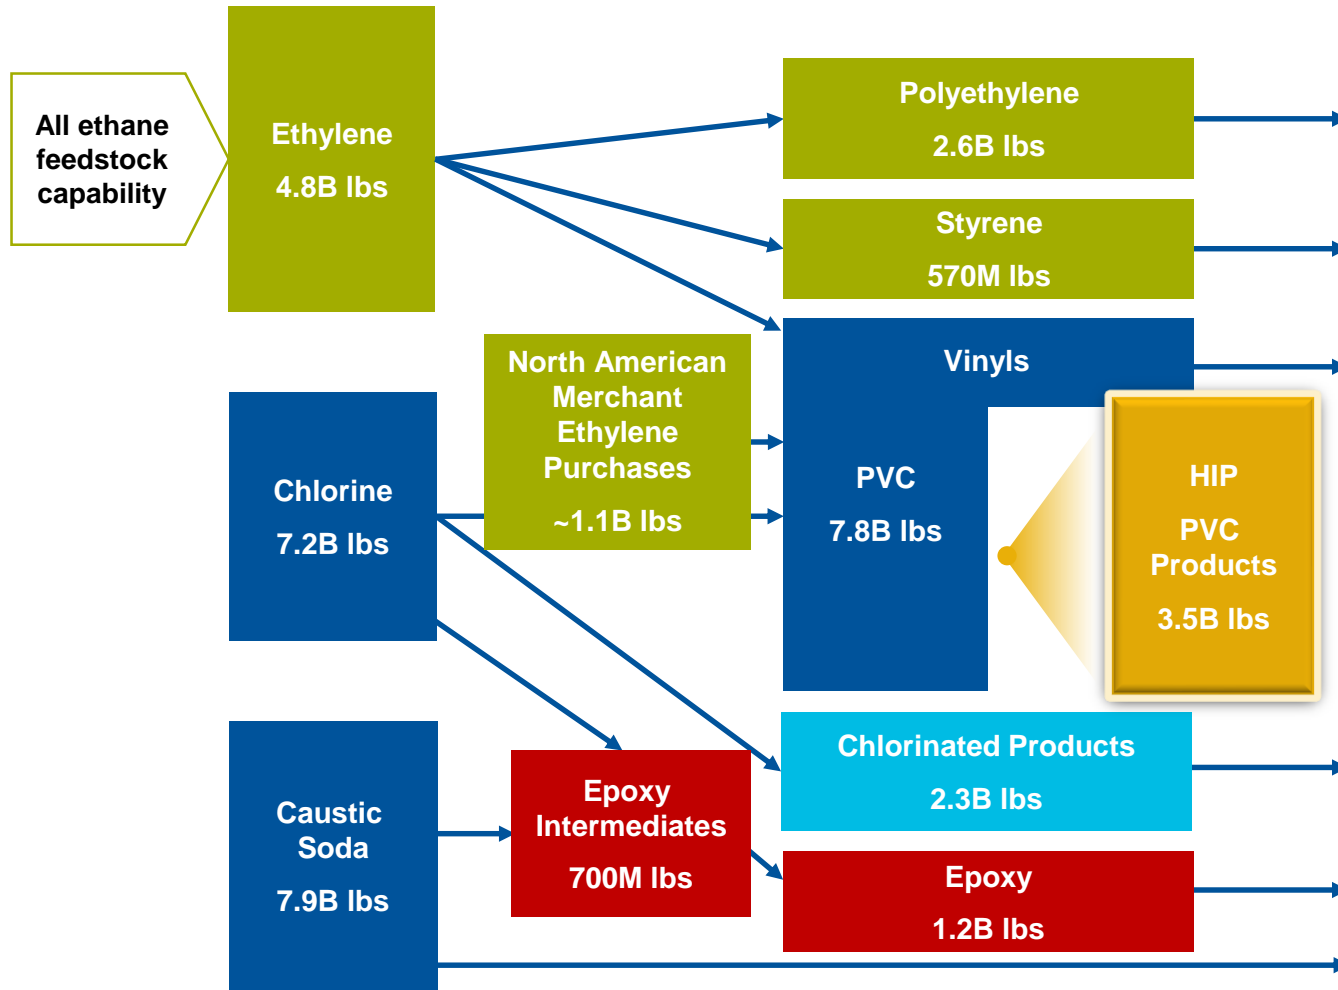 All ethane
feedstock
capability
Ethylene
4.8B lbs
Polyethylene
2.6B lbs
Styrene
570M lbs
North American
Merchant
Ethylene
Purchases
~1.1B lbs
Vinyls
PVC
7.8B lbs
HIP
PVC
Products
3.5B lbs
Chlorine
7.2B lbs
Chlorinated Products
2.3B lbs
Caustic
Soda
7.9B lbs
Epoxy
Intermediates
700M lbs
Epoxy
1.2B lbs